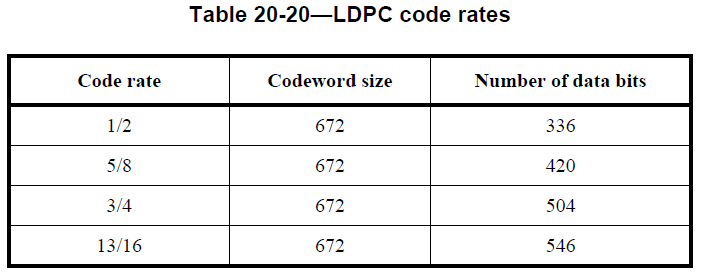 Table 20-20—LDPC code rates
Code rate Codeword size Number of data bits
1/2 672 336
5/8 672 420
3/4 672 504
13/16 672 546